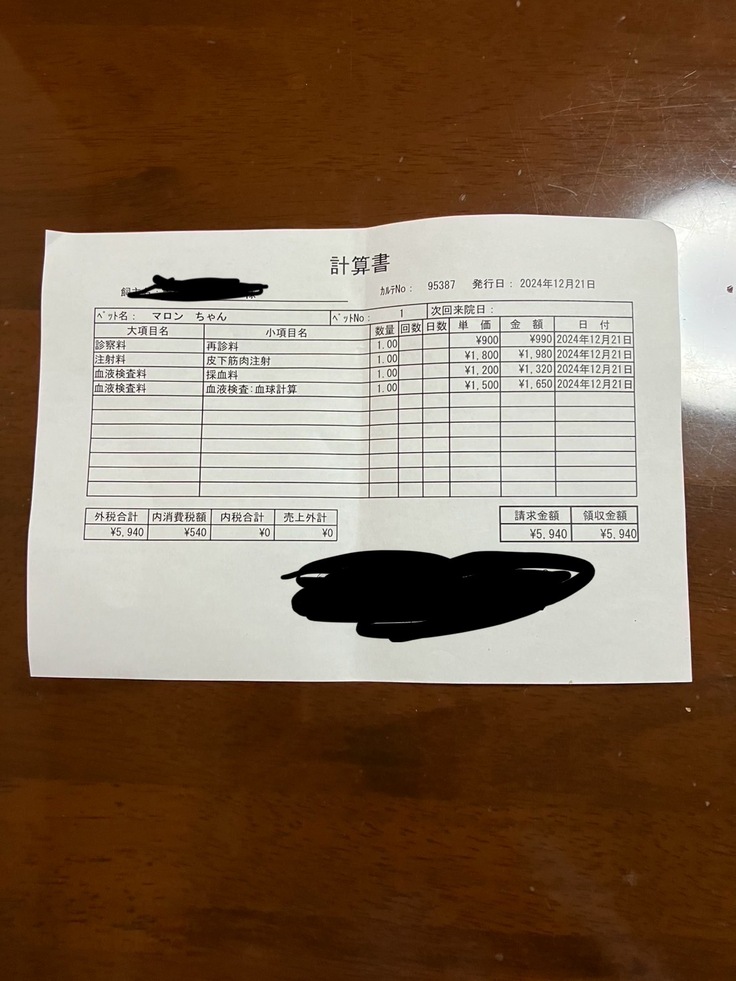 計算書
ｶﾙﾃNo： 95387 発行日： 2024年12月21日
ﾍﾟｯﾄ名： マロン ちゃん ﾍﾟｯﾄNo： 1 次回来院日：
大項目名 小項目名 数量 回数 日数 単 価 金 額 日 付
診察料 再診料 1.00 ¥900 ¥990 2024年12月21日
注射料 皮下筋肉注射 1.00 ¥1,800 ¥1,980 2024年12月21日
血液検査料 採血料 1.00 ¥1,200 ¥1,320 2024年12月21日
血液検査料 血液検査:血球計算 1.00 ¥1,500 ¥1,650 2024年12月21日
外税合計 内消費税額 内税合計 売上外計 請求金額 領収金額
¥5,940 ¥540 ¥0 ¥0 ¥5,940 ¥5,940